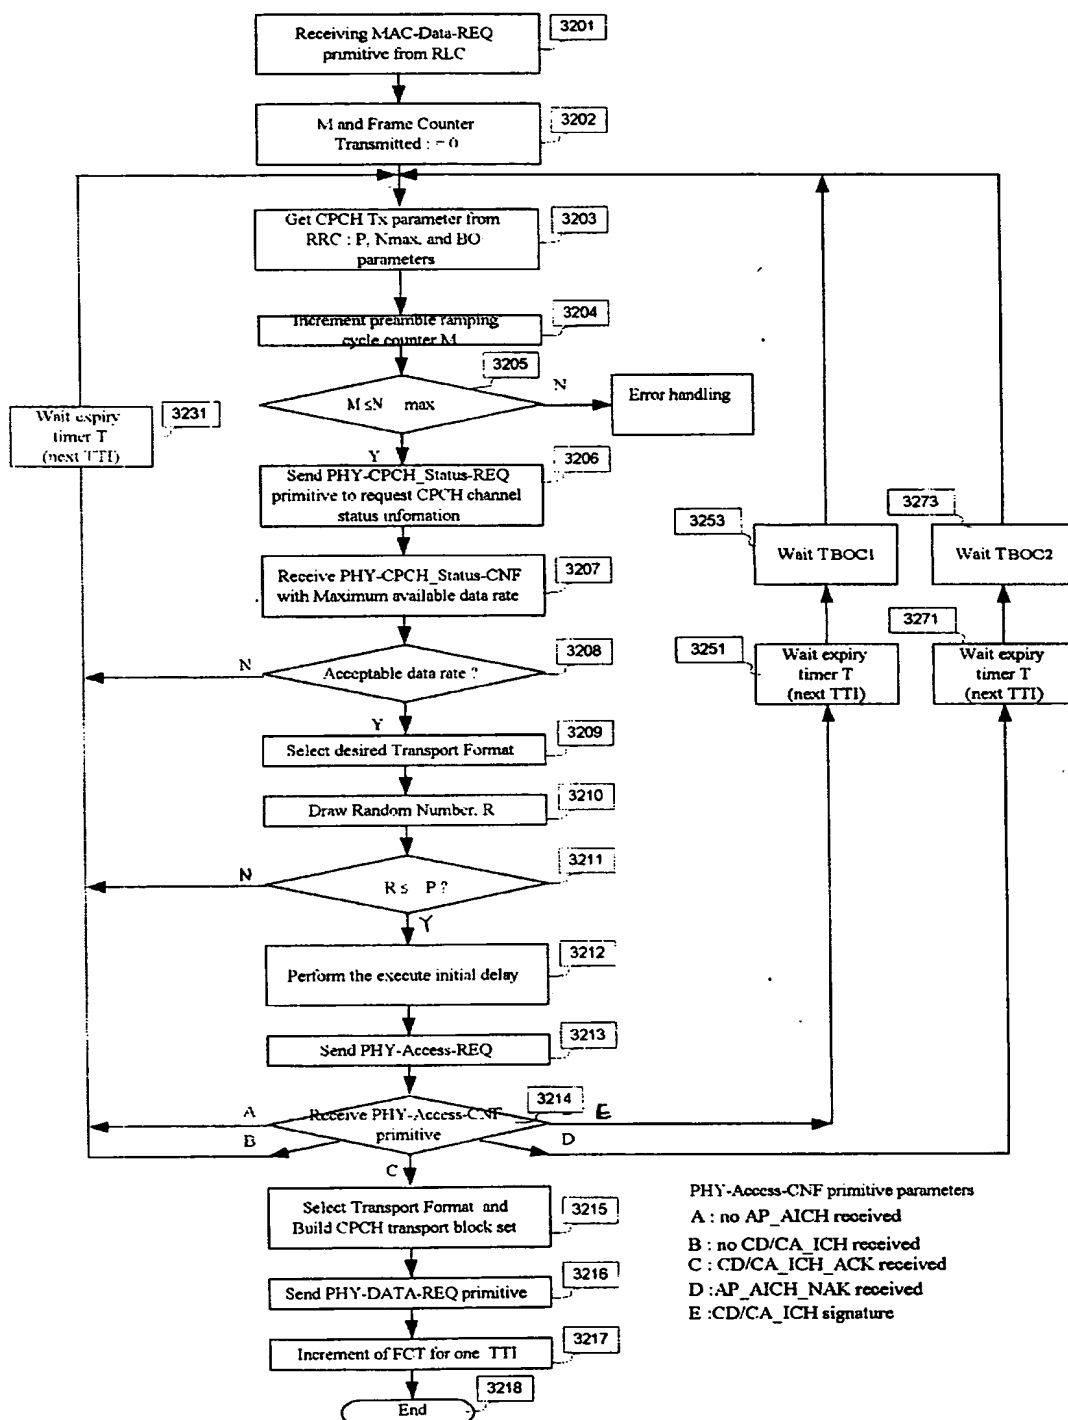 Receiving MAC-Data-REQ
primitive from RLC
3201
M and Frame Counter
Transmitted : = 0
3202
Get CPCH Tx parameter from
RRC : P, Nmax, and BO
parameters
3203
Increment preamble ramping
cycle counter M
3204
3205
M ≤N max
N
Error handling
Y
Wait expiry
timer T
(next TTI)
3231
Send PHY-CPCH_Status-REQ
primitive to request CPCH channel
status infomation
3206
Receive PHY-CPCH_Status-CNF
with Maximum available data rate
3207
3253
Wait TBOC1
3273
Wait TBOC2
3251
Wait expiry
timer T
(next TTI)
3271
Wait expiry
timer T
(next TTI)
N
Acceptable data rate ?
3208
Y
Select desired Transport Format
3209
Draw Random Number, R
3210
N
R ≤ P ?
3211
Y
Perform the execute initial delay
3212
Send PHY-Access-REQ
3213
A
Receive PHY-Access-CNF
primitive
3214
E
B
D
C
Select Transport Format and
Build CPCH transport block set
3215
Send PHY-DATA-REQ primitive
3216
Increment of FCT for one TTI
3217
End
3218
PHY-Access-CNF primitive parameters
A : no AP_AICH received
B : no CD/CA_ICH received
C : CD/CA_ICH_ACK received
D :AP_AICH_NAK received
E :CD/CA_ICH signature